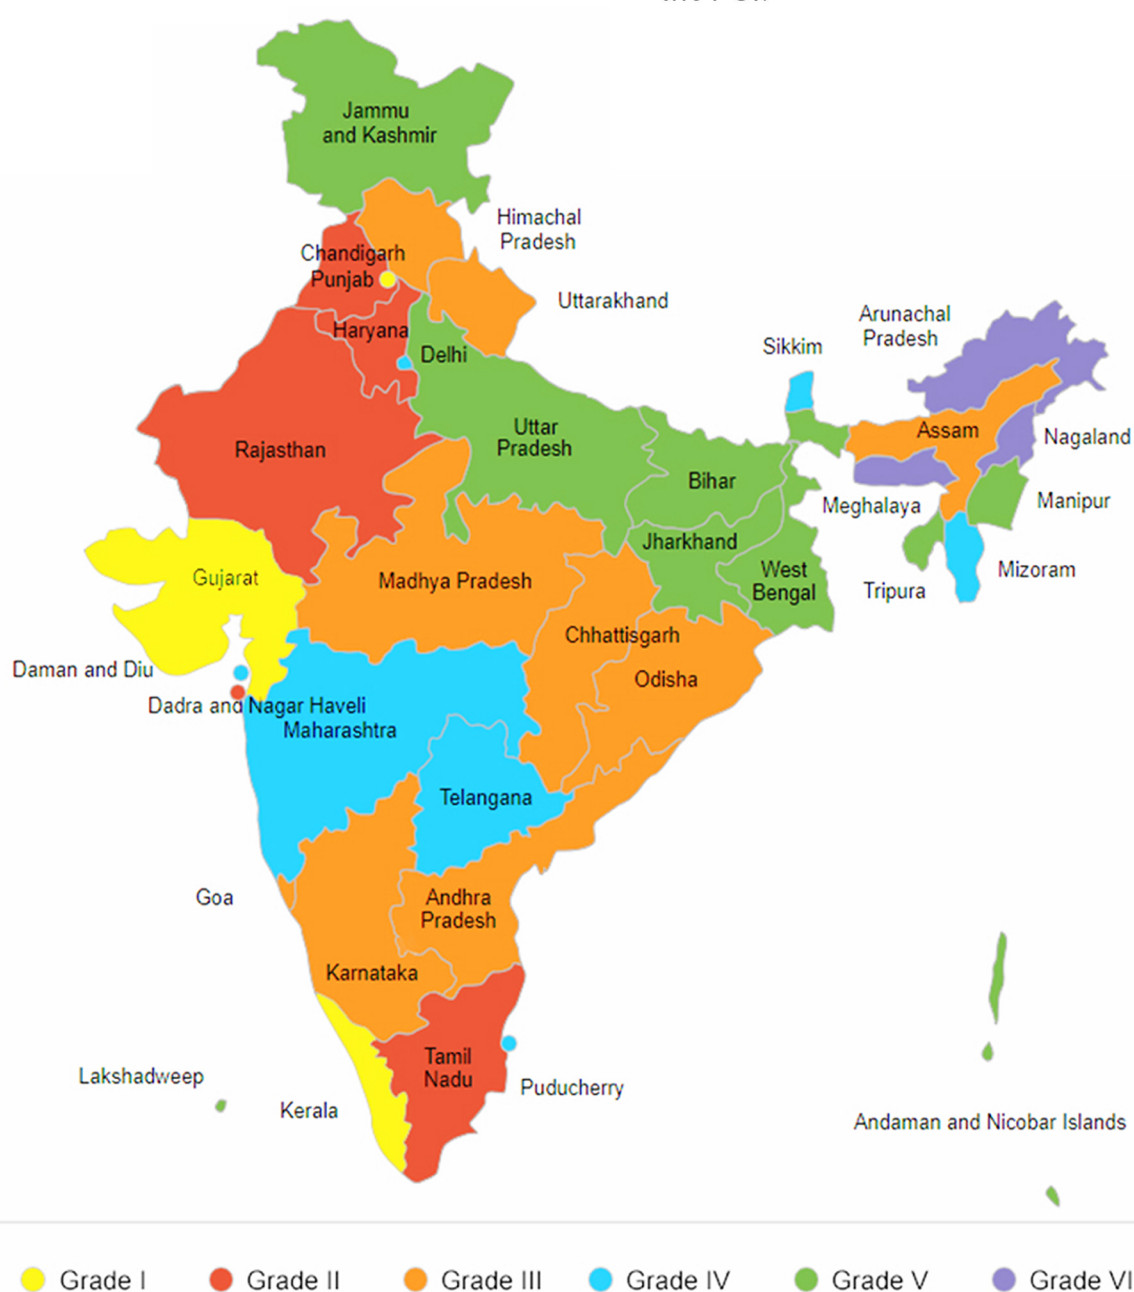 Jammu
and Kashmir
Himachal
Pradesh
Chandigarh
Punjab
Uttarakhand
Haryana
Delhi
Arunachal
Pradesh
Sikkim
Rajasthan
Uttar
Pradesh
Assam
Nagaland
Bihar
Meghalaya
Manipur
Jharkhand
Gujarat
Madhya Pradesh
West
Bengal
Tripura
Mizoram
Chhattisgarh
Daman and Diu
Odisha
Dadra and Nagar Haveli
Maharashtra
Telangana
Goa
Andhra
Pradesh
Karnataka
Lakshadweep
Tamil
Nadu
Puducherry
Kerala
Andaman and Nicobar Islands
Grade I
Grade II
Grade III
Grade IV
Grade V
Grade VI